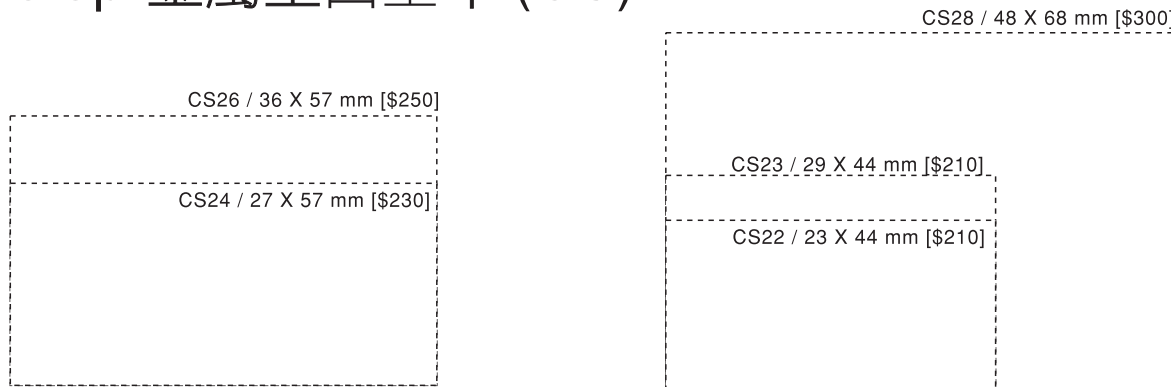 CS28 / 48 X 68 mm [$300]
CS26 / 36 X 57 mm [$250]
CS23 / 29 X 44 mm [$210]
CS24 / 27 X 57 mm [$230]
CS22 / 23 X 44 mm [$210]